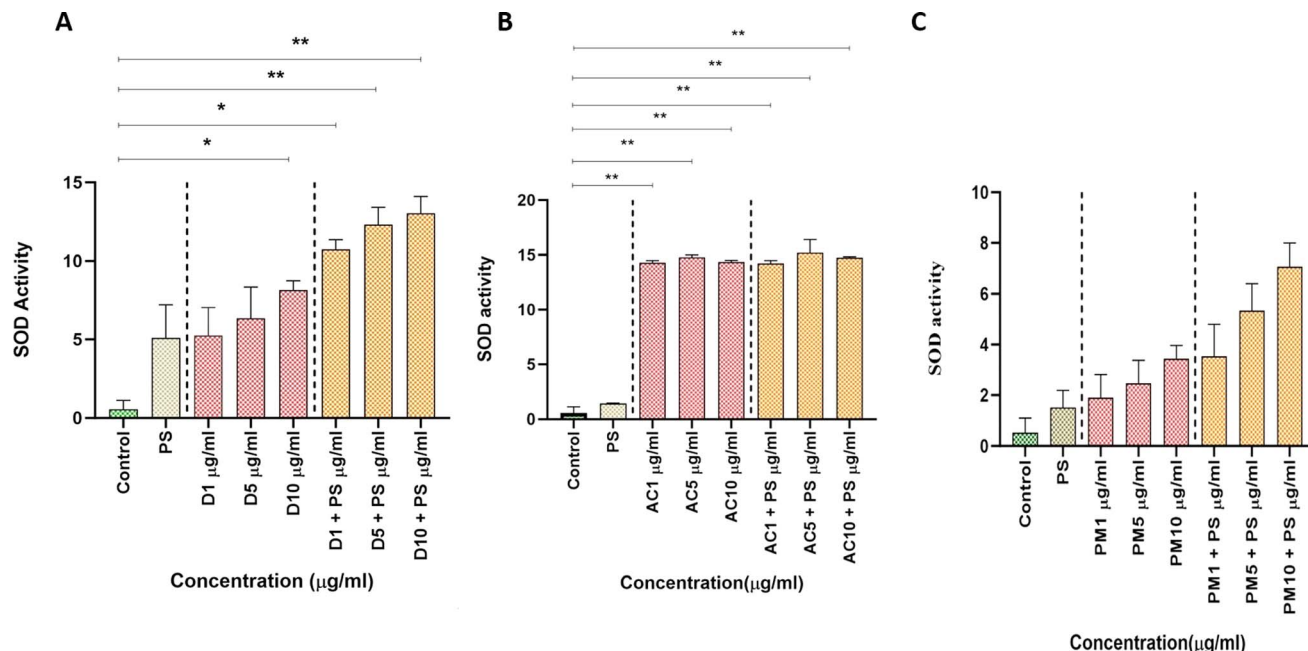 A
**
**
*
*
SOD Activity
15
10
5
0
Control
PS
D1 μg/ml
D5 μg/ml
D10 μg/ml
D1 + PS μg/ml
D5 + PS μg/ml
D10 + PS μg/ml
Concentration (μg/ml)
B
**
**
**
**
**
**
SOD activity
20
15
10
5
0
Control
PS
AC1 μg/ml
AC5 μg/ml
AC10 μg/ml
AC1 + PS μg/ml
AC5 + PS μg/ml
AC10 + PS μg/ml
Concentration(μg/ml)
C
SOD activity
10
8
6
4
2
0
Control
PS
PM1 μg/ml
PM5 μg/ml
PM10 μg/ml
PM1 + PS μg/ml
PM5 + PS μg/ml
PM10 + PS μg/ml
Concentration(μg/ml)